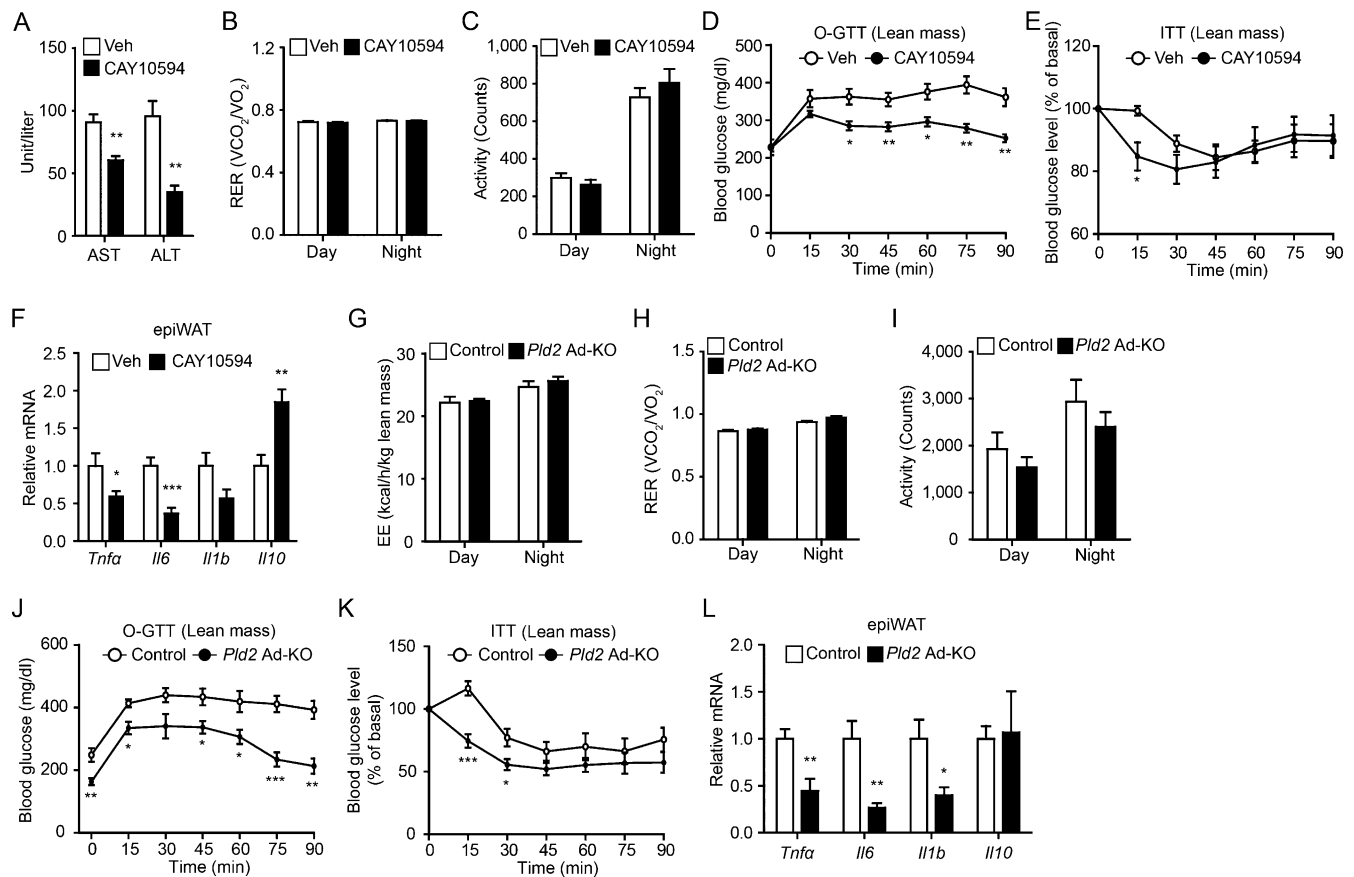 A
Veh
CAY10594
Unit/liter
150
100
50
0
**
**
AST ALT
B
Veh CAY10594
RER (VCO2/VO2)
1.2
0.8
0.4
0.0
Day Night
C
Veh CAY10594
Activity (Counts)
1,000
800
600
400
200
0
Day Night
D
O-GTT (Lean mass)
Veh CAY10594
Blood glucose (mg/dl)
500
400
300
200
100
0
* ** * ** **
0 15 30 45 60 75 90
Time (min)
E
ITT (Lean mass)
Veh CAY10594
Blood glucose level (% of basal)
120
100
80
60
*
0 15 30 45 60 75 90
Time (min)
F
epiWAT
Veh CAY10594
Relative mRNA
2.5
2.0
1.5
1.0
0.5
0.0
* *** **
Tnfα Il6 Il1b Il10
G
Control Pld2 Ad-KO
EE (kcal/h/kg lean mass)
30
20
10
0
Day Night
H
Control
Pld2 Ad-KO
RER (VCO2/VO2)
1.5
1.0
0.5
0.0
Day Night
I
Control Pld2 Ad-KO
Activity (Counts)
4,000
3,000
2,000
1,000
0
Day Night
J
O-GTT (Lean mass)
Control Pld2 Ad-KO
Blood glucose (mg/dl)
600
400
200
0
** * * * *** **
0 15 30 45 60 75 90
Time (min)
K
ITT (Lean mass)
Control Pld2 Ad-KO
Blood glucose level
(% of basal)
150
100
50
0
*** *
0 15 30 45 60 75 90
Time (min)
L
epiWAT
Control Pld2 Ad-KO
Relative mRNA
2.0
1.5
1.0
0.5
0.0
** ** *
Tnfα Il6 Il1b Il10